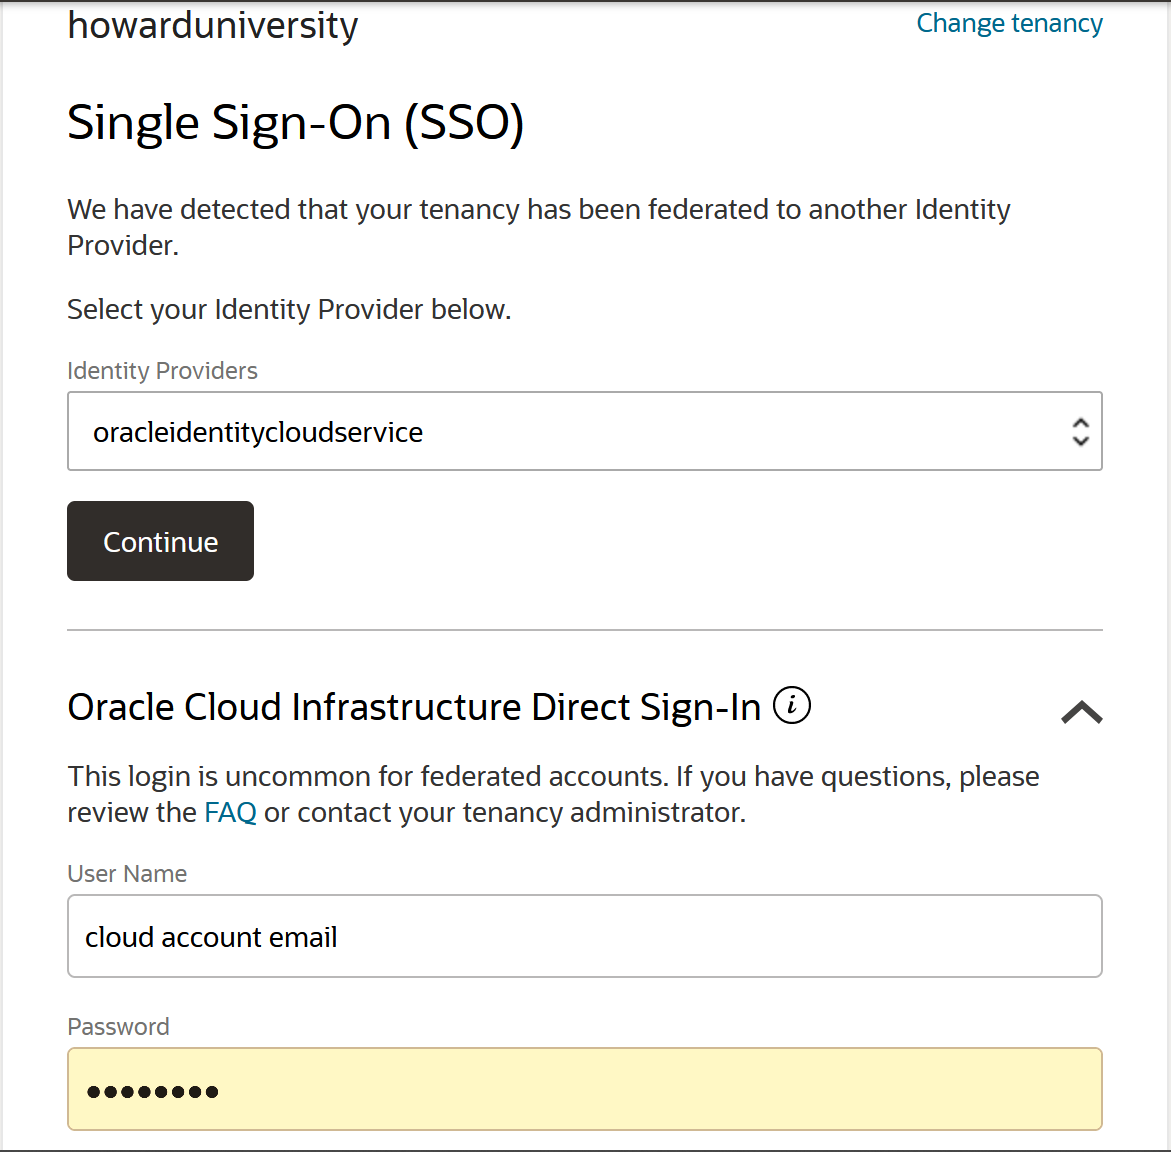 howarduniversity
Change tenancy
Single Sign-On (SSO)
We have detected that your tenancy has been federated to another Identity
Provider.
Select your Identity Provider below.
Identity Providers
oracleidentitycloudservice
Continue
Oracle Cloud Infrastructure Direct Sign-In i
This login is uncommon for federated accounts. If you have questions, please
review the FAQ or contact your tenancy administrator.
User Name
cloud account email
Password
••••••••